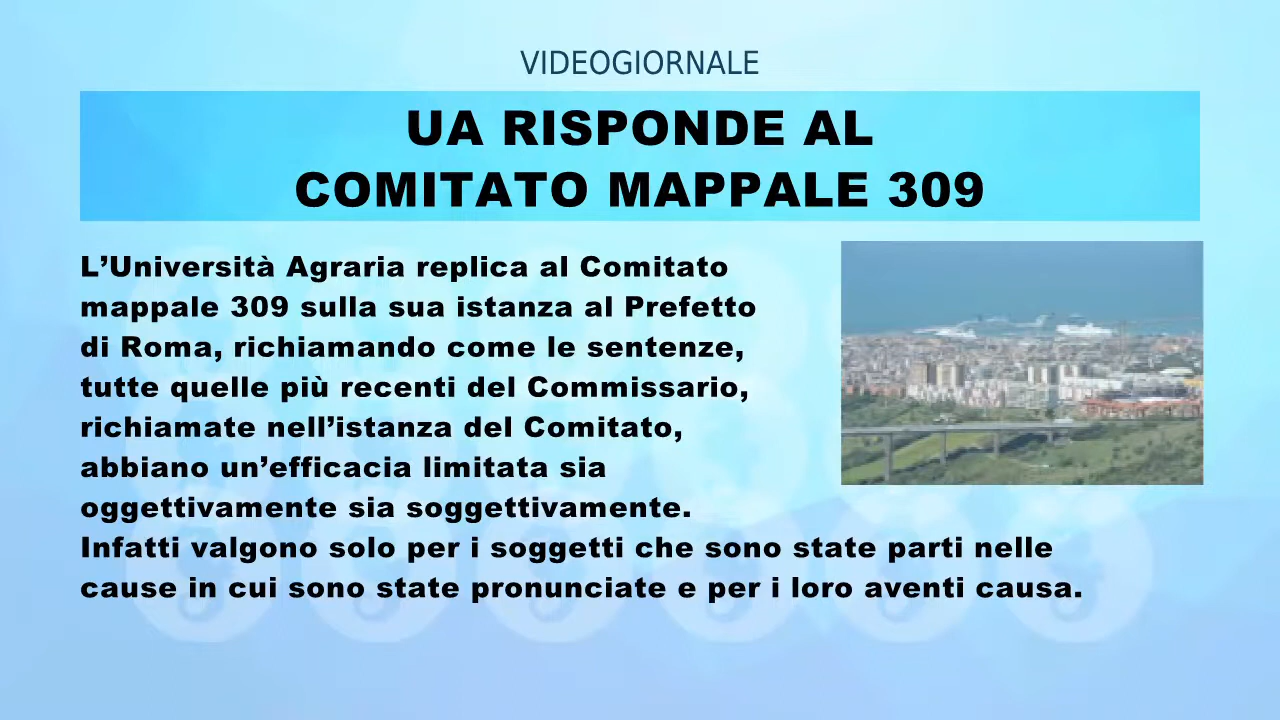 VIDEOGIORNALE
UA RISPONDE AL
COMITATO MAPPALE 309
L’Università Agraria replica al Comitato
mappale 309 sulla sua istanza al Prefetto
di Roma, richiamando come le sentenze,
tutte quelle più recenti del Commissario,
richiamate nell’istanza del Comitato,
abbiano un’efficacia limitata sia
oggettivamente sia soggettivamente.
Infatti valgono solo per i soggetti che sono state parti nelle
cause in cui sono state pronunciate e per i loro aventi causa.